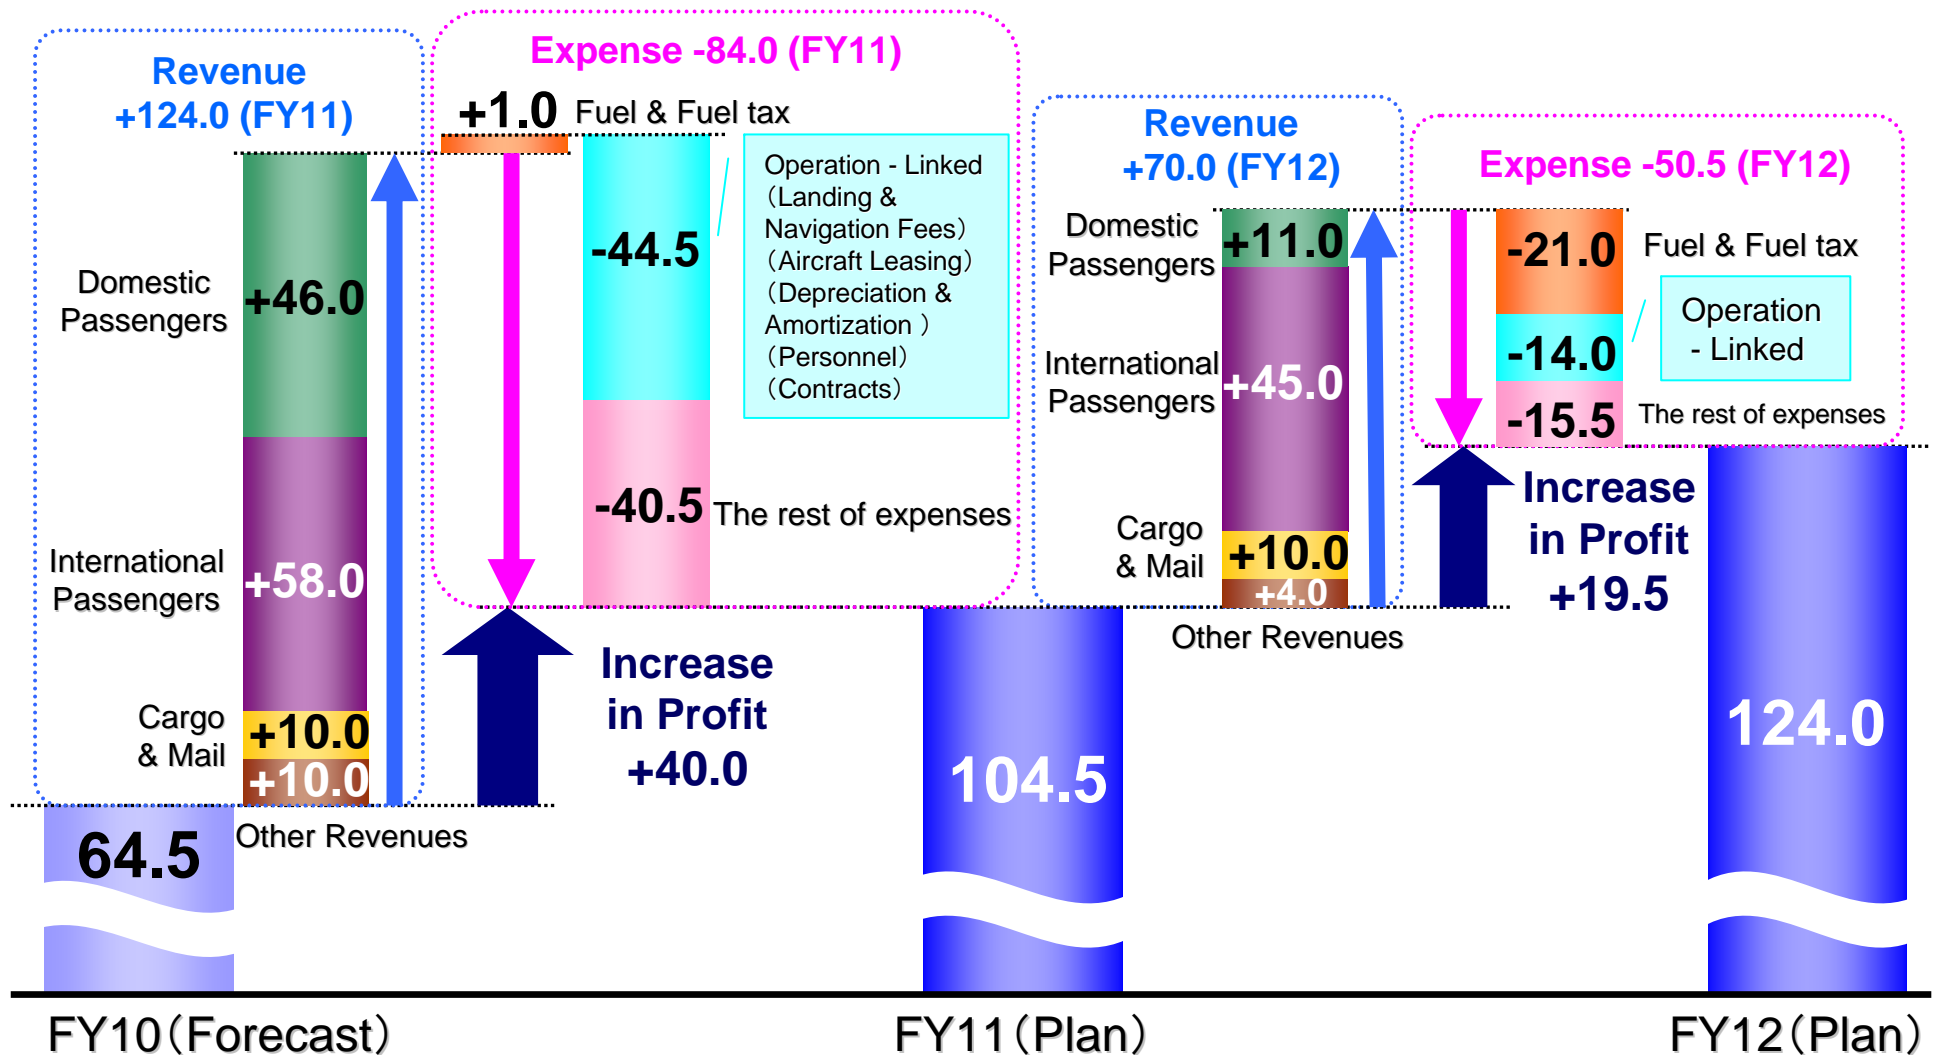 Revenue
+124.0 (FY11)
Domestic
Passengers
+46.0
International
Passengers
+58.0
Cargo
& Mail
+10.0
+10.0
Other Revenues
64.5
Expense -84.0 (FY11)
+1.0
Fuel & Fuel tax
-44.5
Operation - Linked
（Landing &
Navigation Fees）
（Aircraft Leasing）
（Depreciation &
Amortization ）
（Personnel）
（Contracts）
-40.5
The rest of expenses
Increase
in Profit
+40.0
104.5
Revenue
+70.0 (FY12)
Domestic
Passengers
+11.0
International
Passengers
+45.0
Cargo
& Mail
+10.0
+4.0
Other Revenues
Expense -50.5 (FY12)
-21.0
Fuel & Fuel tax
-14.0
Operation
- Linked
-15.5
The rest of expenses
Increase
in Profit
+19.5
124.0
FY10（Forecast）
FY11（Plan）
FY12（Plan）